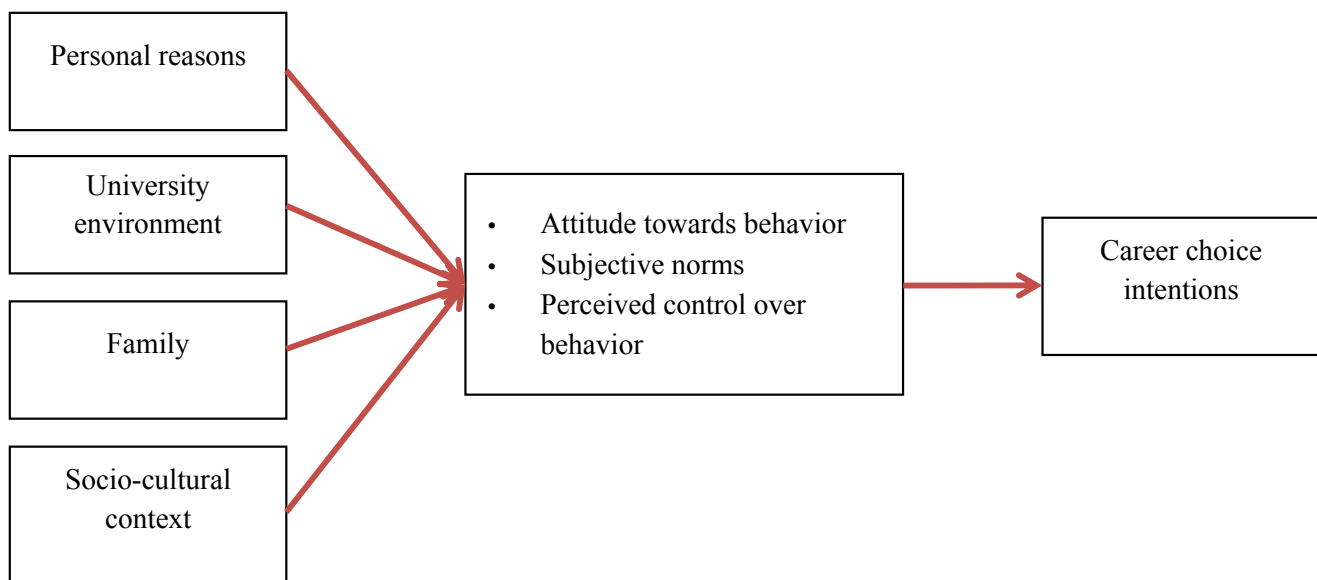 Personal reasons
University
environment
Family
Socio-cultural
context
• Attitude towards behavior
• Subjective norms
• Perceived control over
behavior
Career choice
intentions